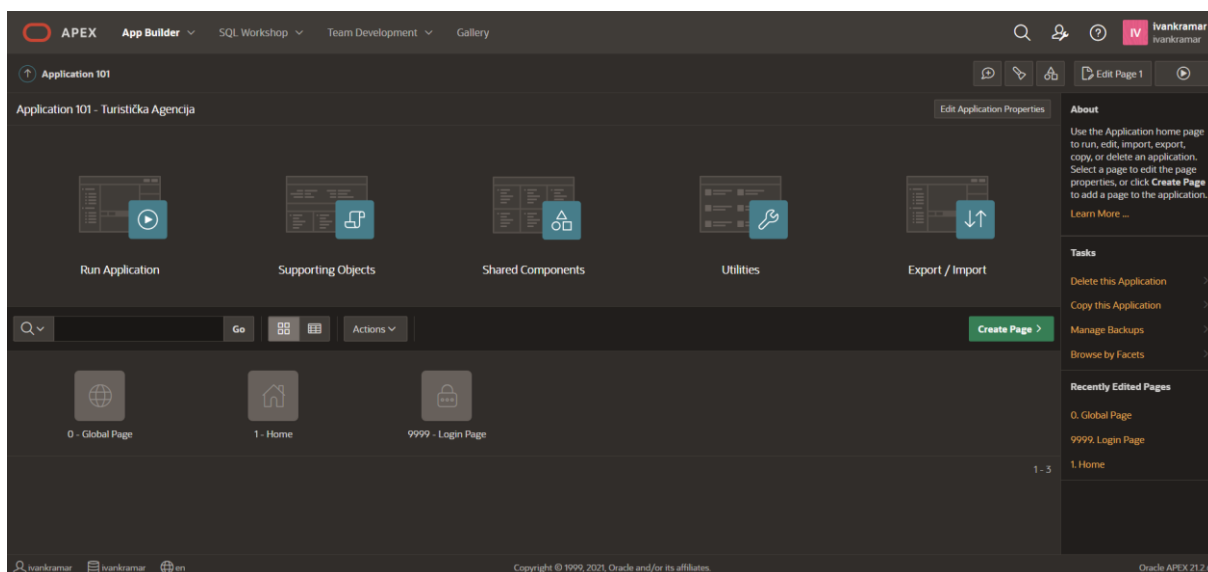 APEX App Builder SQL Workshop Team Development Gallery
IV ivankramar
ivankramar
Application 101
Edit Page 1
Application 101 - Turistička Agencija
Edit Application Properties
Run Application
Supporting Objects
Shared Components
Utilities
Export / Import
Go
Actions
Create Page
0 - Global Page
1 - Home
9999 - Login Page
1 - 3
About
Use the Application home page
to run, edit, import, export,
copy, or delete an application.
Select a page to edit the page
properties, or click Create Page
to add a page to the application.
Learn More ...
Tasks
Delete this Application
Copy this Application
Manage Backups
Browse by Facets
Recently Edited Pages
0. Global Page
9999. Login Page
1. Home
ivankramar ivankramar en
Copyright © 1999, 2021, Oracle and/or its affiliates.
Oracle APEX 21.2.